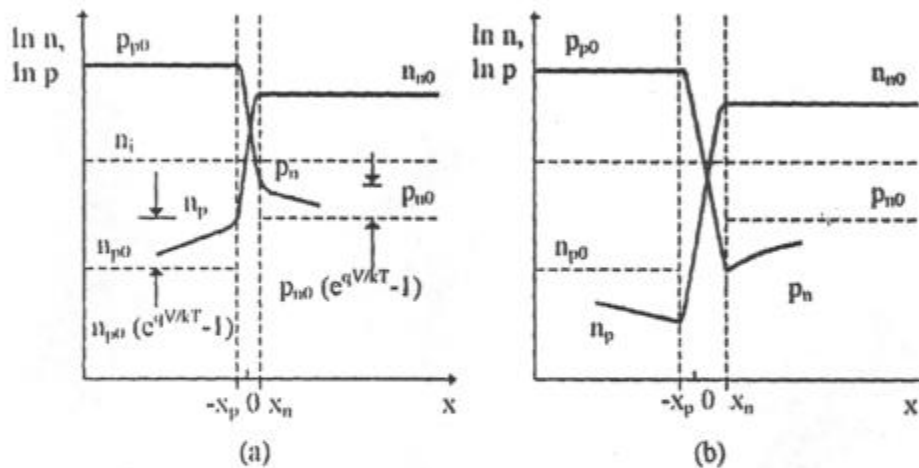 ln n,
ln p
p_p0
n_n0
n_i
p_n
n_p
p_n0
n_p0
p_n0 (e^qV/kT-1)
n_p0 (e^qV/kT-1)
-x_p 0 x_n x
(a)
ln n,
ln p
p_p0
n_n0
p_n0
n_p0
p_n
n_p
-x_p 0 x_n x
(b)